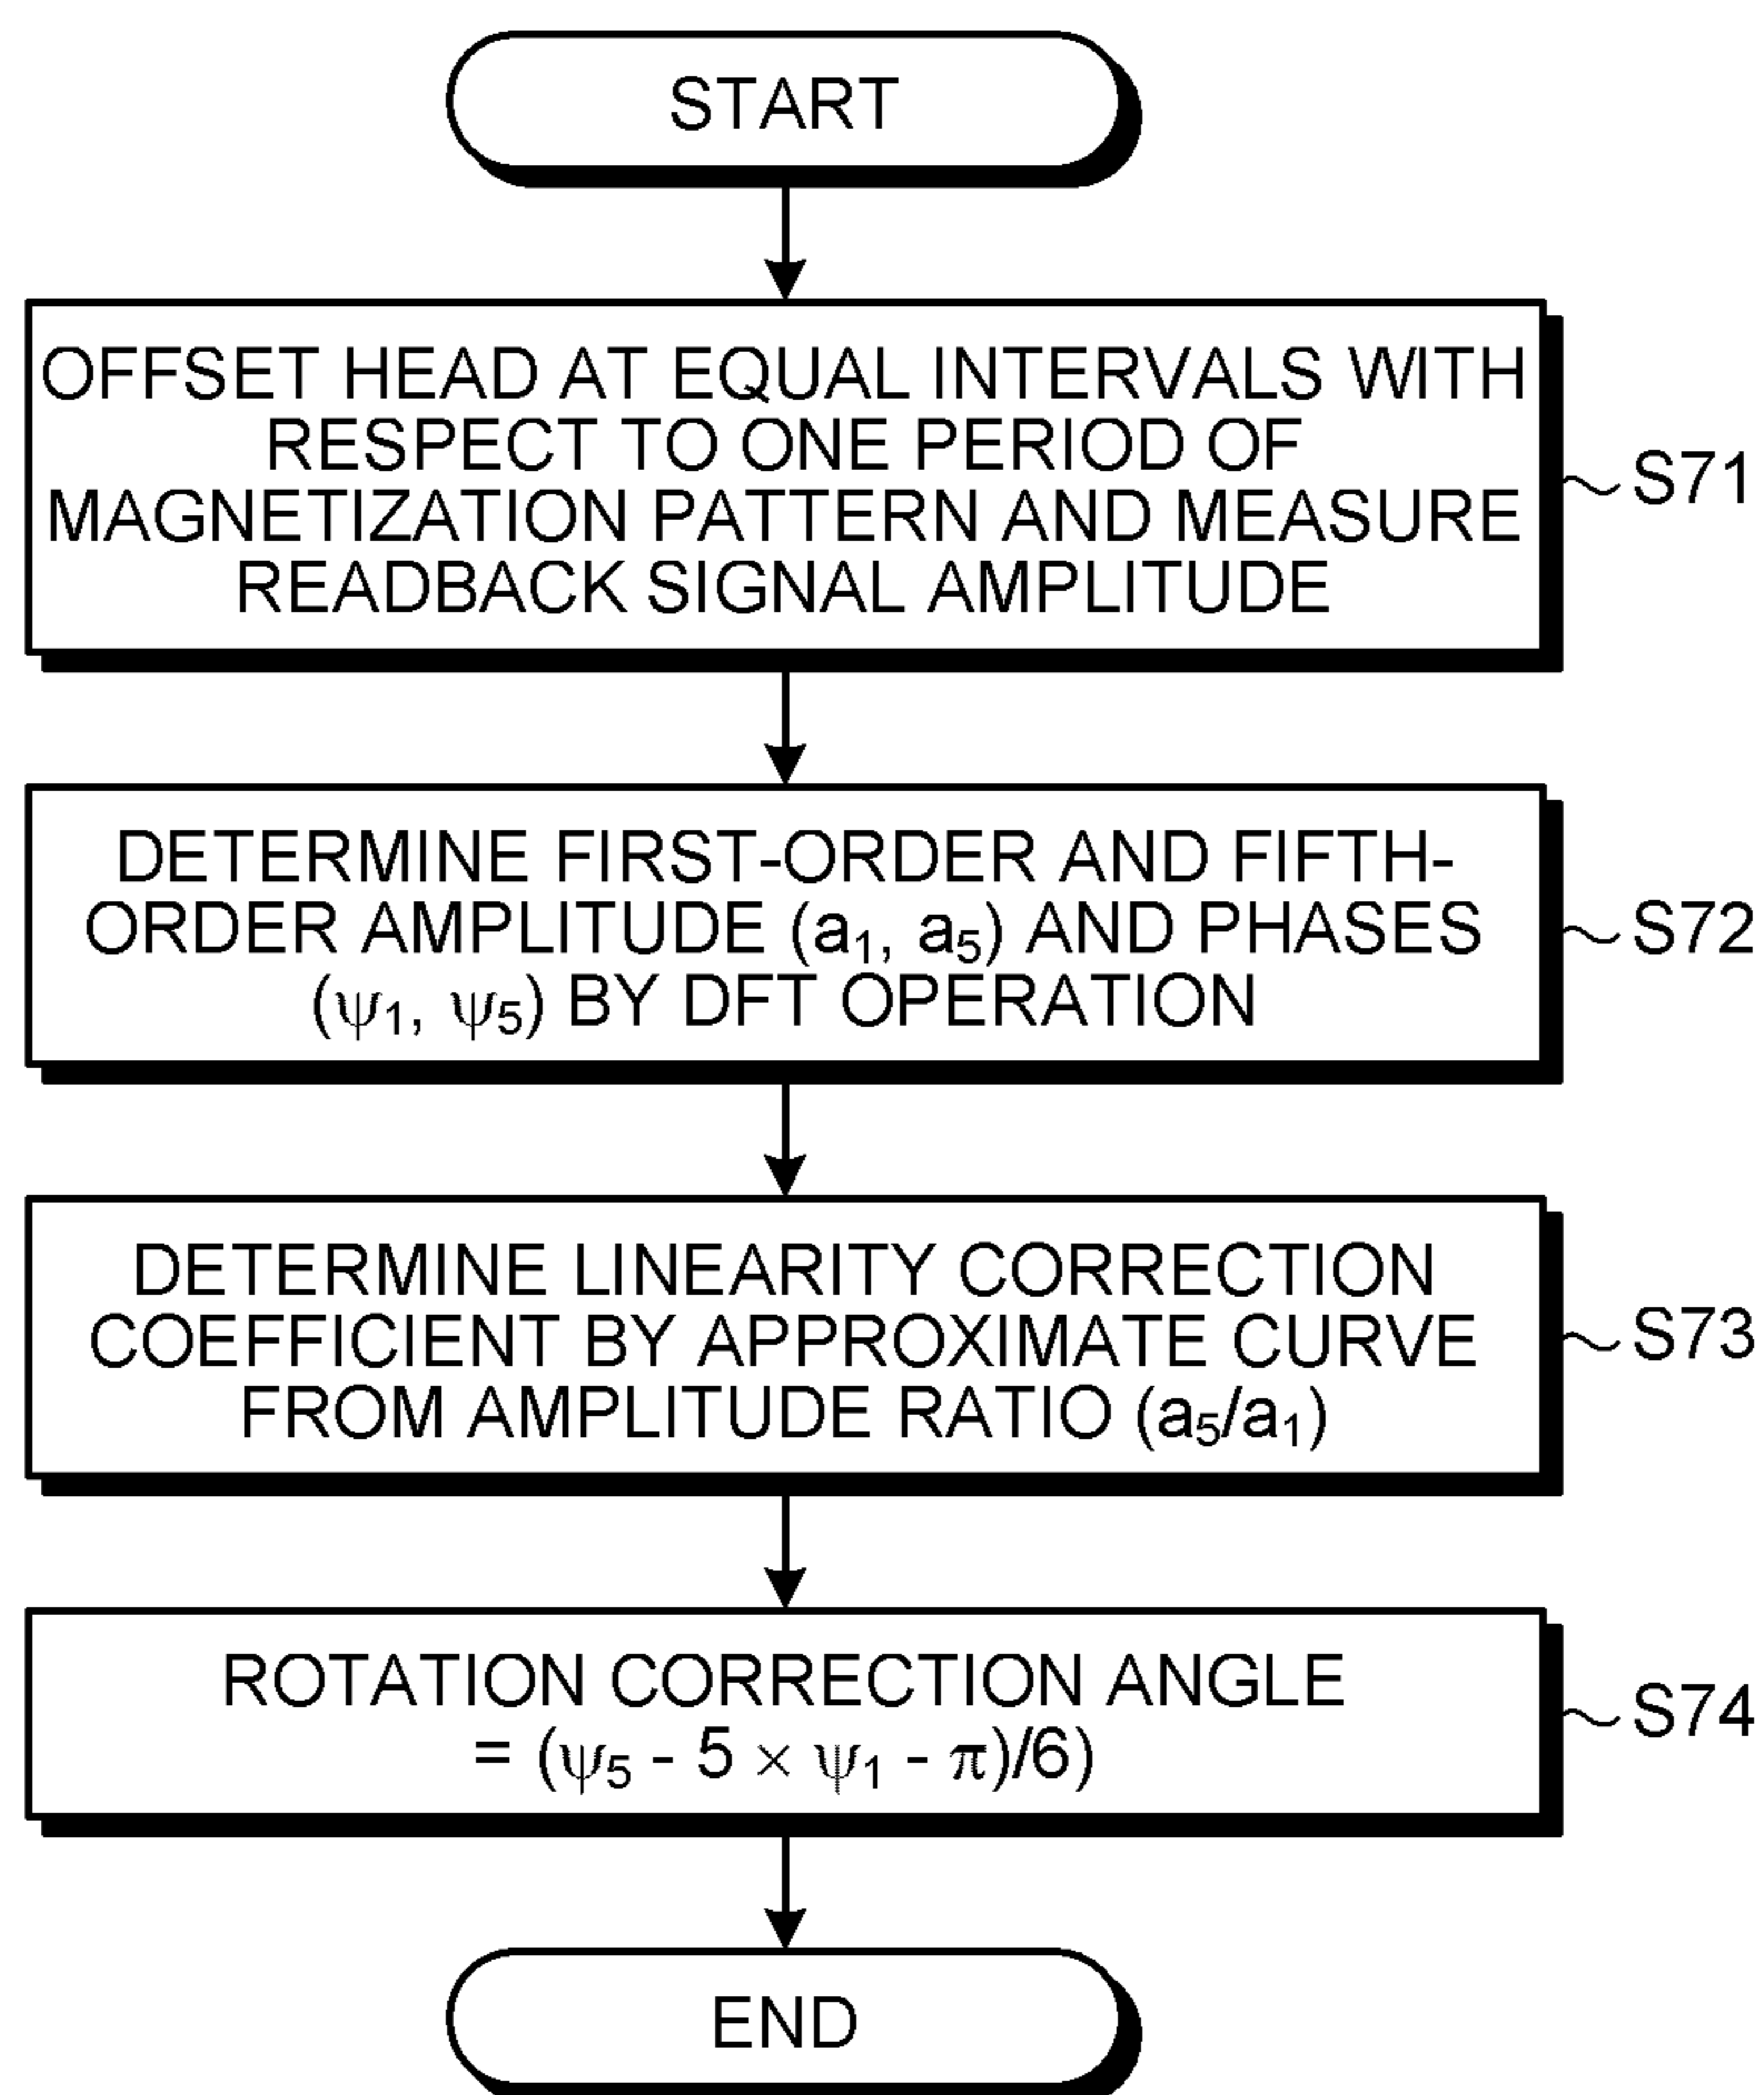 START
OFFSET HEAD AT EQUAL INTERVALS WITH
RESPECT TO ONE PERIOD OF
MAGNETIZATION PATTERN AND MEASURE
READBACK SIGNAL AMPLITUDE
S71
DETERMINE FIRST-ORDER AND FIFTH-
ORDER AMPLITUDE (a₁, a₅) AND PHASES
(ψ₁, ψ₅) BY DFT OPERATION
S72
DETERMINE LINEARITY CORRECTION
COEFFICIENT BY APPROXIMATE CURVE
FROM AMPLITUDE RATIO (a₅/a₁)
S73
ROTATION CORRECTION ANGLE
= (ψ₅ - 5 × ψ₁ - π)/6)
S74
END